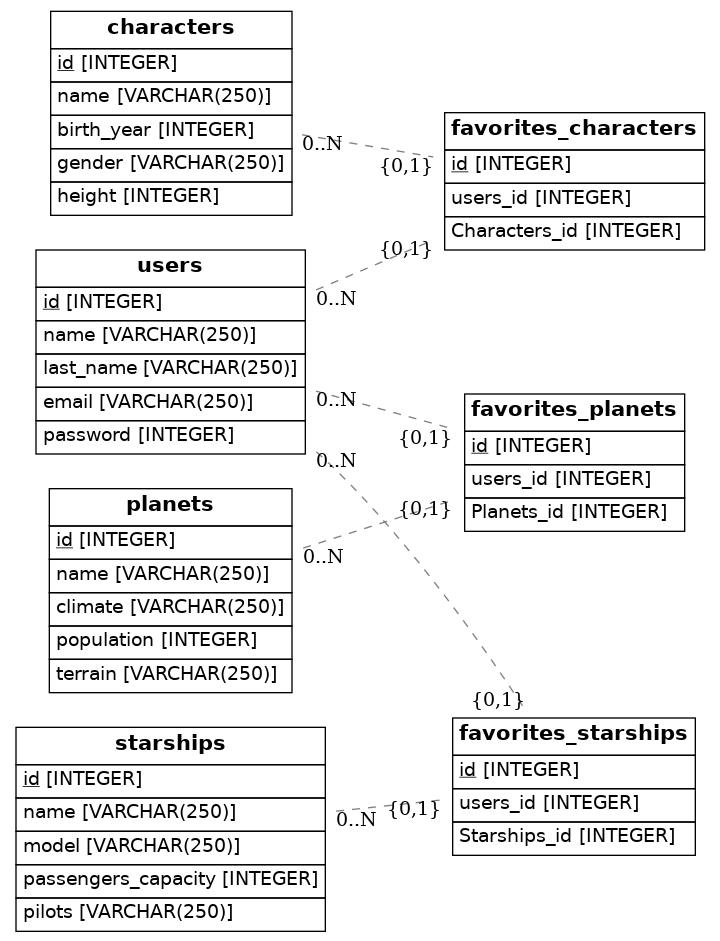 characters
id [INTEGER]
name [VARCHAR(250)]
birth_year [INTEGER]
gender [VARCHAR(250)]
height [INTEGER]
0..N
{0,1}
favorites_characters
id [INTEGER]
users_id [INTEGER]
Characters_id [INTEGER]
{0,1}
0..N
users
id [INTEGER]
name [VARCHAR(250)]
last_name [VARCHAR(250)]
email [VARCHAR(250)]
password [INTEGER]
0..N
{0,1}
0..N
favorites_planets
id [INTEGER]
users_id [INTEGER]
Planets_id [INTEGER]
{0,1}
0..N
planets
id [INTEGER]
name [VARCHAR(250)]
climate [VARCHAR(250)]
population [INTEGER]
terrain [VARCHAR(250)]
{0,1}
favorites_starships
id [INTEGER]
users_id [INTEGER]
Starships_id [INTEGER]
{0,1}
0..N
starships
id [INTEGER]
name [VARCHAR(250)]
model [VARCHAR(250)]
passengers_capacity [INTEGER]
pilots [VARCHAR(250)]